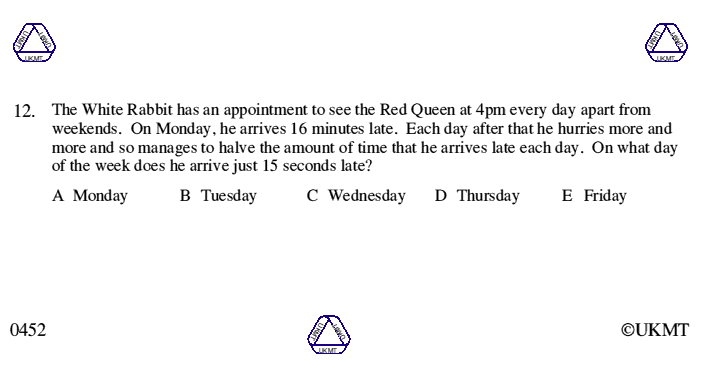 UKMT UKMT UKMT
UKMT UKMT UKMT
12. The White Rabbit has an appointment to see the Red Queen at 4pm every day apart from
weekends. On Monday, he arrives 16 minutes late. Each day after that he hurries more and
more and so manages to halve the amount of time that he arrives late each day. On what day
of the week does he arrive just 15 seconds late?
A Monday B Tuesday C Wednesday D Thursday E Friday
0452
UKMT UKMT UKMT
©UKMT